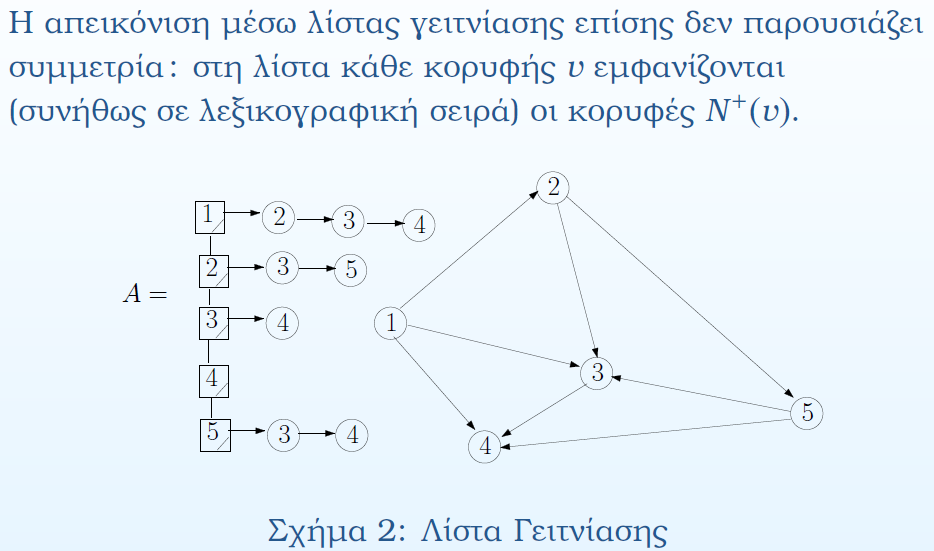 Η απεικόνιση μέσω λίστας γειτνίασης επίσης δεν παρουσιάζει
συμμετρία: στη λίστα κάθε κορυφής υ εμφανίζονται
(συνήθως σε λεξικογραφική σειρά) οι κορυφές N⁺(υ).
A =
1 2 3 4
2 3 5
3 4
4
5 3 4
2
1
3
5
4
Σχήμα 2: Λίστα Γειτνίασης